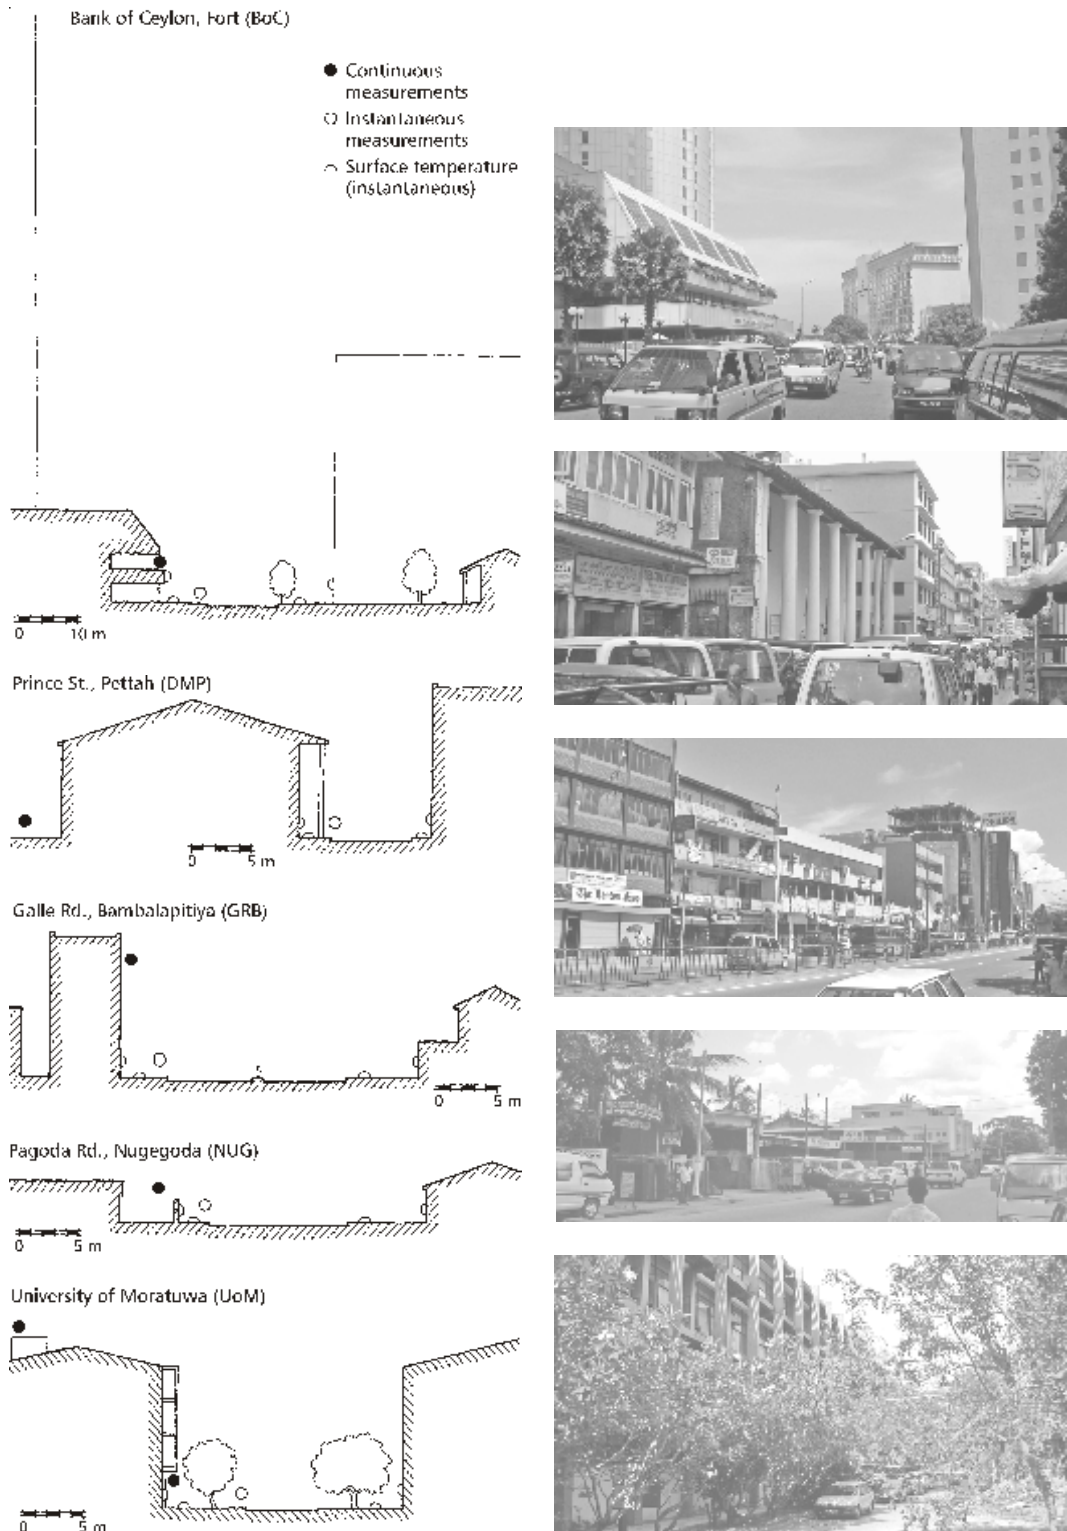 Bank of Ceylon, Fort (BoC)
Continuous
measurements
Instantaneous
measurements
Surface temperature
(instantaneous)
0 10 m
Prince St., Pettah (DMP)
0 5 m
Galle Rd., Bambalapitiya (GRB)
0 5 m
Pagoda Rd., Nugegoda (NUG)
0 5 m
University of Moratuwa (UoM)
0 5 m